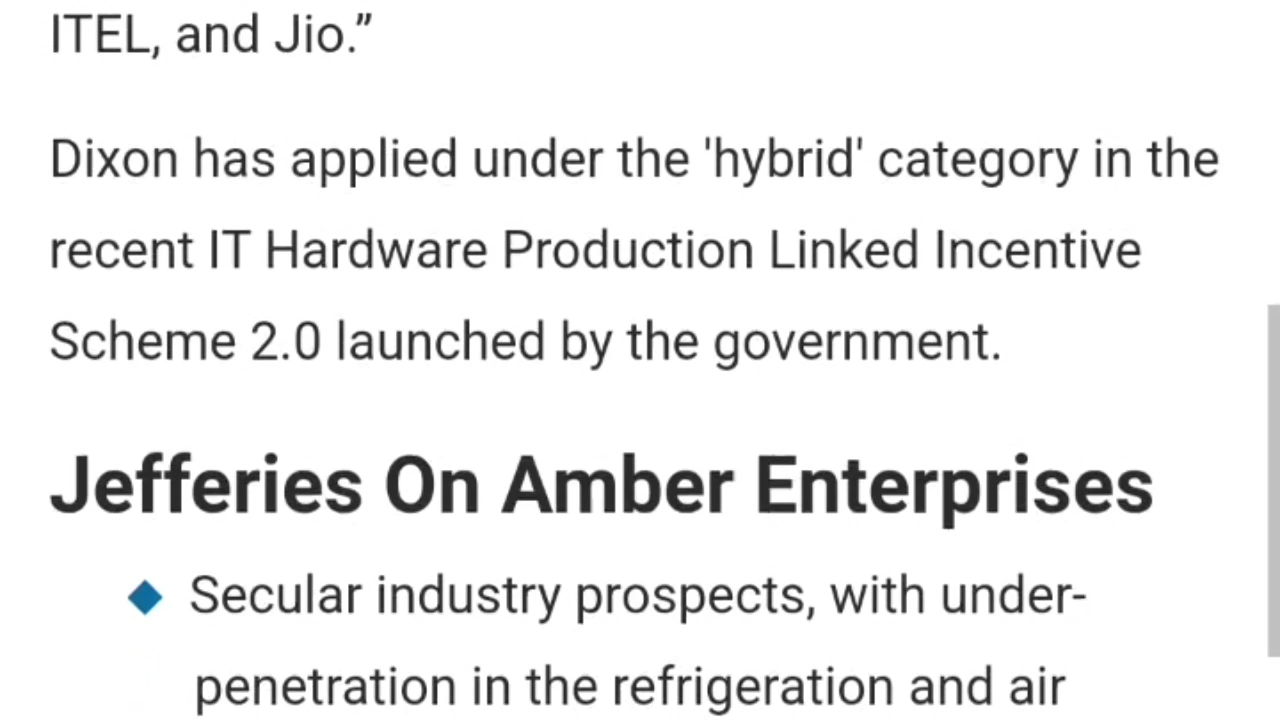 ITEL, and Jio.”
Dixon has applied under the 'hybrid' category in the
recent IT Hardware Production Linked Incentive
Scheme 2.0 launched by the government.
Jefferies On Amber Enterprises
Secular industry prospects, with under-
penetration in the refrigeration and air